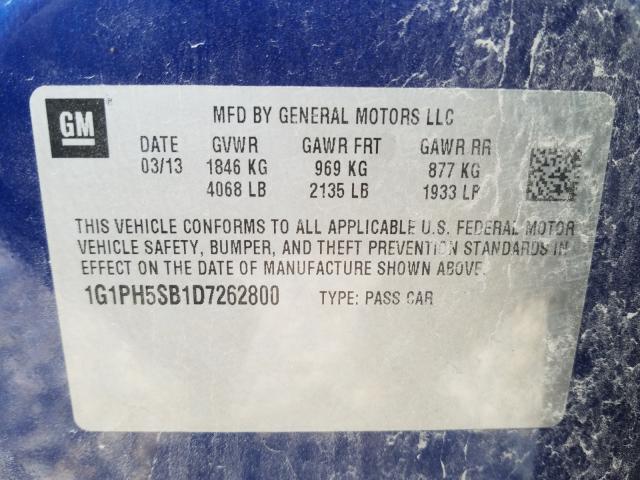 GM
MFD BY GENERAL MOTORS LLC
DATE GVWR GAWR FRT GAWR RR
03/13 1846 KG 969 KG 877 KG
4068 LB 2135 LB 1933 LB
THIS VEHICLE CONFORMS TO ALL APPLICABLE U.S. FEDERAL MOTOR
VEHICLE SAFETY, BUMPER, AND THEFT PREVENTION STANDARDS IN
EFFECT ON THE DATE OF MANUFACTURE SHOWN ABOVE.
1G1PH5SB1D7262800 TYPE: PASS CAR